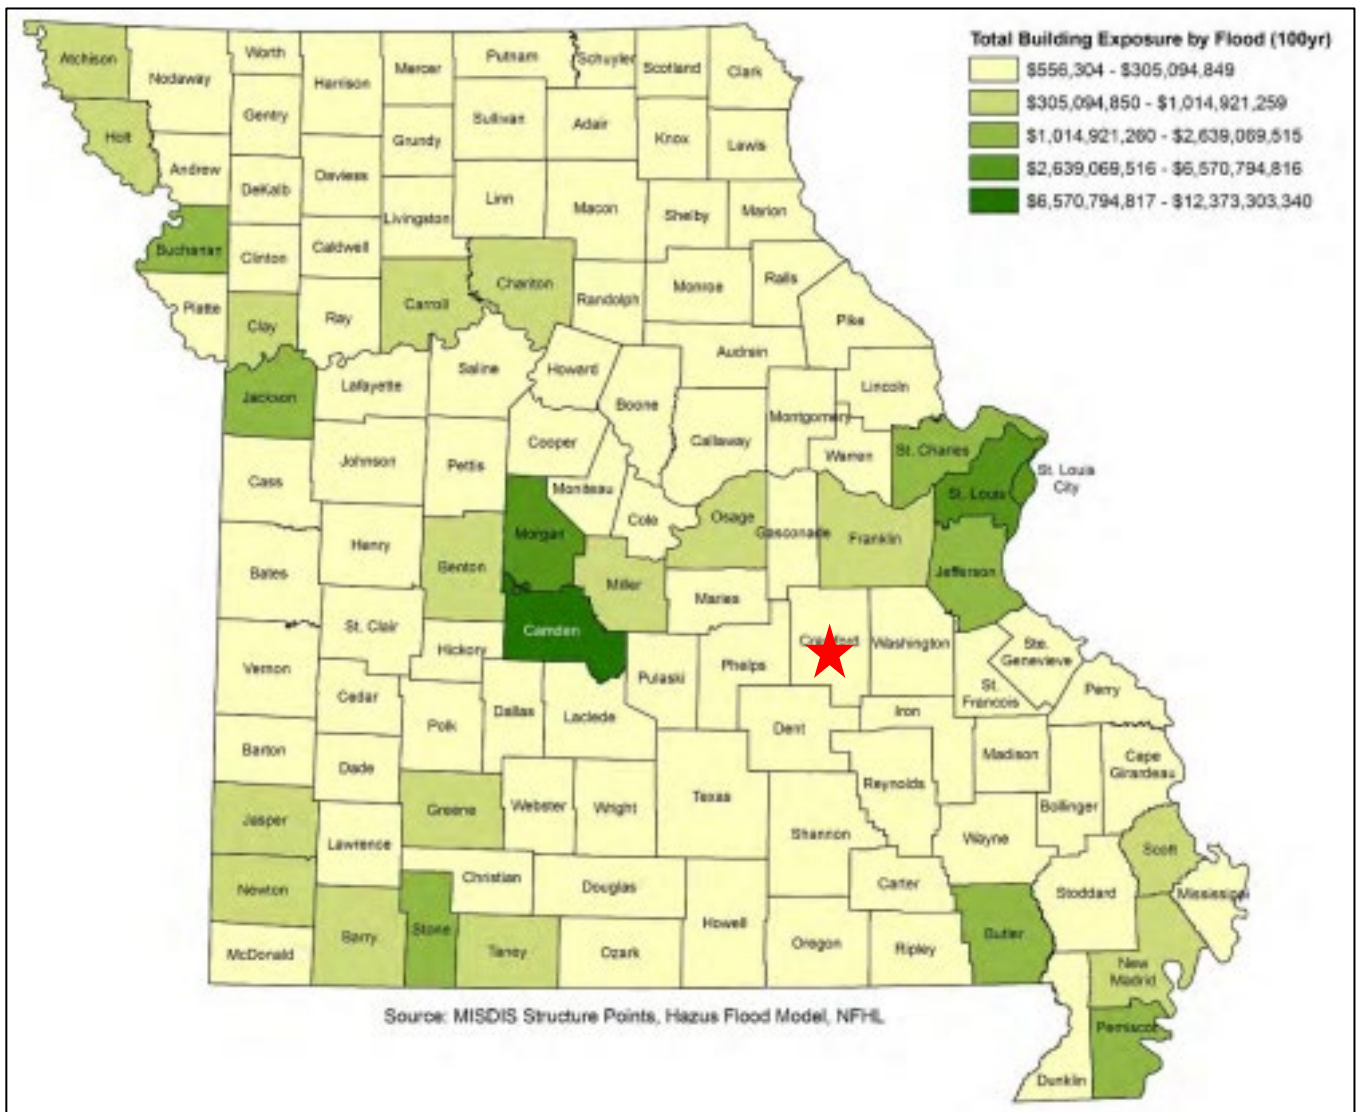 Total Building Exposure by Flood (100yr)
$556,304 - $305,094,849
$305,094,850 - $1,014,921,259
$1,014,921,260 - $2,639,069,515
$2,639,069,516 - $6,570,794,816
$6,570,794,817 - $12,373,303,340
Atchison
Nodaway
Worth
Gentry
Harrison
Mercer
Putnam
Schuyler
Scotland
Clark
Holt
Andrew
DeKalb
Daviess
Grundy
Sullivan
Adair
Knox
Lewis
Buchanan
Clinton
Caldwell
Livingston
Linn
Macon
Shelby
Marion
Platte
Clay
Ray
Carroll
Chariton
Randolph
Monroe
Ralls
Pike
Jackson
Lafayette
Saline
Howard
Boone
Audrain
Callaway
Montgomery
Lincoln
Warren
St. Charles
St. Louis
St. Louis
City
Cass
Johnson
Pettis
Cooper
Moniteau
Cole
Osage
Gasconade
Franklin
Jefferson
Bates
Henry
Benton
Morgan
Miller
Maries
Camden
Vernon
St. Clair
Hickory
Pulaski
Phelps
Washington
St.
Francois
Ste.
Genevieve
Perry
Cedar
Polk
Dallas
Laclede
Dent
Iron
Madison
Cape
Girardeau
Barton
Dade
Greene
Webster
Wright
Texas
Reynolds
Bollinger
Jasper
Lawrence
Shannon
Wayne
Scott
Newton
Christian
Douglas
Carter
Stoddard
Mississippi
McDonald
Barry
Stone
Taney
Ozark
Howell
Oregon
Ripley
Butler
New
Madrid
Pemiscot
Dunklin
Source: MISDIS Structure Points, Hazus Flood Model, NFHL